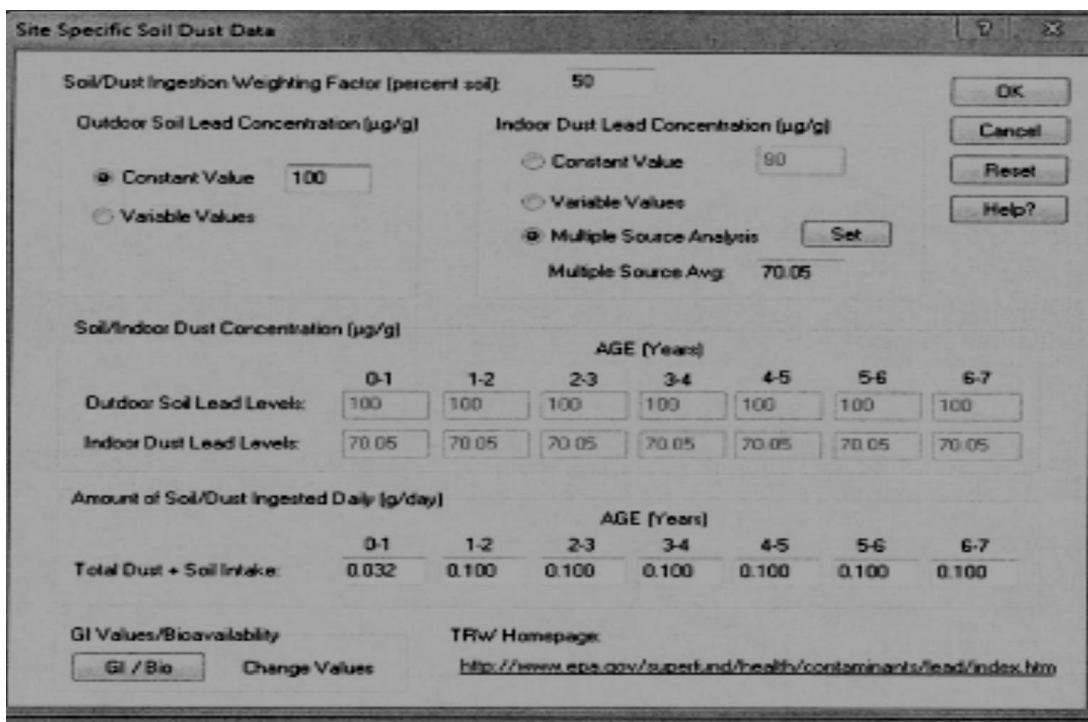 Site Specific Soil Dust Data
Soil/Dust Ingestion Weighting Factor (percent soil): 50
OK
Cancel
Reset
Help?
Outdoor Soil Lead Concentration (µg/g)
Constant Value 100
Variable Values
Indoor Dust Lead Concentration (µg/g)
Constant Value 90
Variable Values
Multiple Source Analysis Set
Multiple Source Avg: 70.05
Soil/Indoor Dust Concentration (µg/g)
AGE (Years)
0-1 1-2 2-3 3-4 4-5 5-6 6-7
Outdoor Soil Lead Levels: 100 100 100 100 100 100 100
Indoor Dust Lead Levels: 70.05 70.05 70.05 70.05 70.05 70.05 70.05
Amount of Soil/Dust Ingested Daily (g/day)
AGE (Years)
0-1 1-2 2-3 3-4 4-5 5-6 6-7
Total Dust + Soil Intake: 0.032 0.100 0.100 0.100 0.100 0.100 0.100
GI Values/Bioavailability
GI / Bio Change Values
TRW Homepage:
http://www.epa.gov/superfund/health/contaminants/lead/index.htm